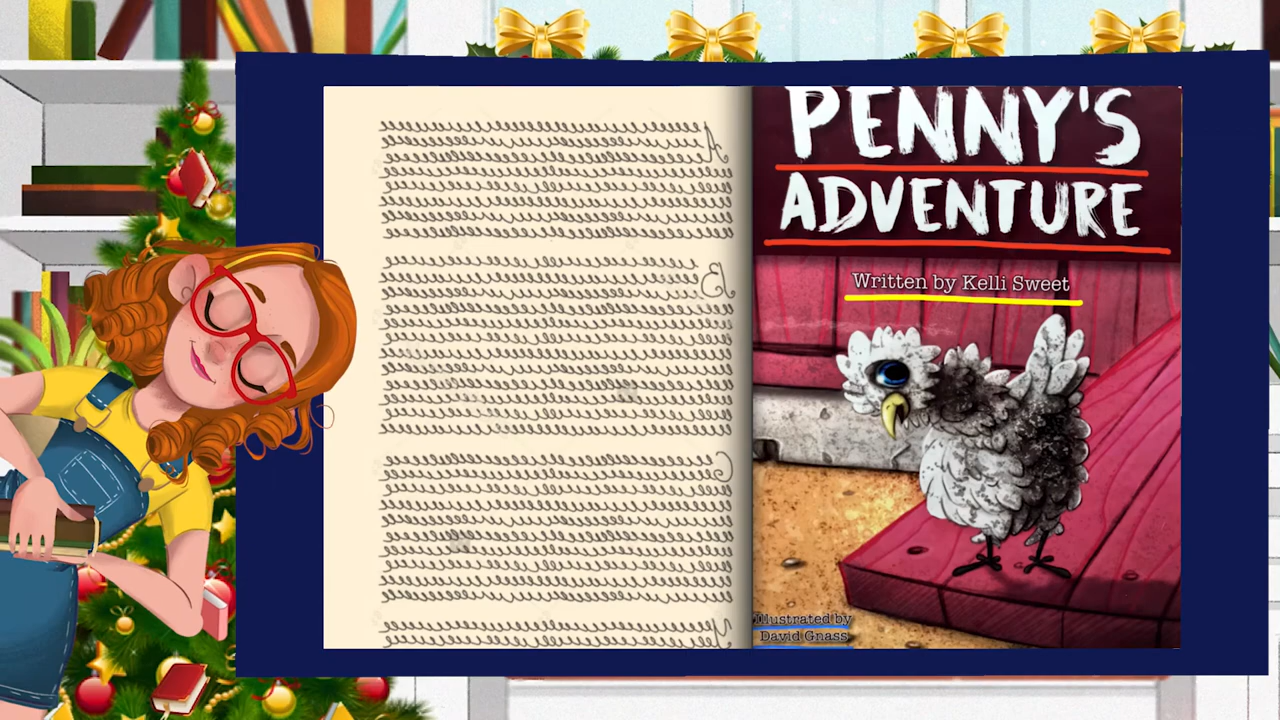 PENNY'S
ADVENTURE
Written by Kelli Sweet
Illustrated by
David Gnass